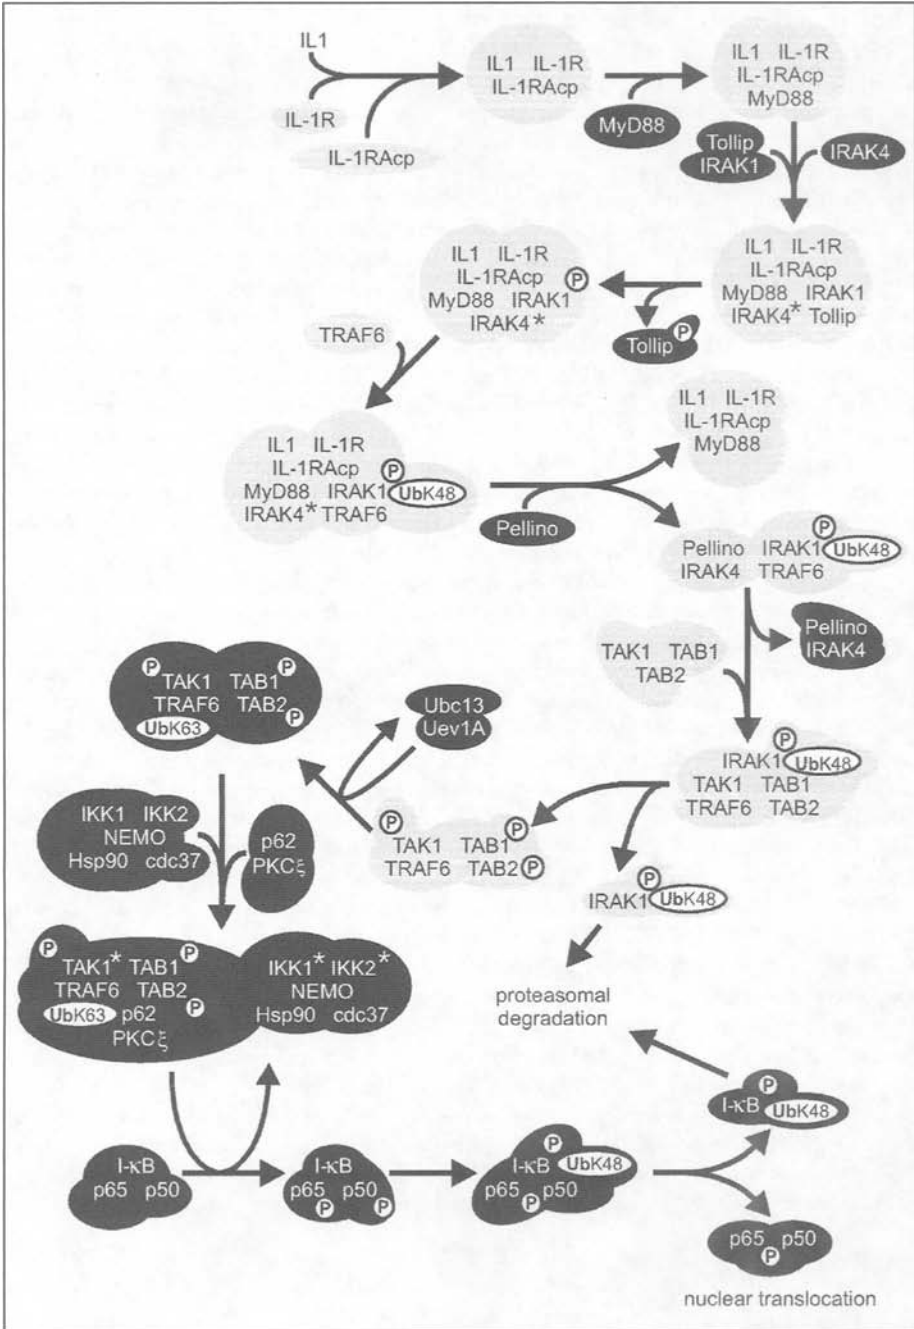 IL1
IL-1R
IL-1RAcp
IL1 IL-1R
IL-1RAcp
MyD88
IL1 IL-1R
IL-1RAcp
MyD88
Tollip
IRAK1
IRAK4
IL1 IL-1R
IL-1RAcp
MyD88 IRAK1
IRAK4* Tollip
P
Tollip
IL1 IL-1R
IL-1RAcp P
MyD88 IRAK1
IRAK4*
TRAF6
IL1 IL-1R
IL-1RAcp
P
MyD88 IRAK1 UbK48
IRAK4* TRAF6
Pellino
IL1 IL-1R
IL-1RAcp
MyD88
P
Pellino IRAK1 UbK48
IRAK4 TRAF6
Pellino
IRAK4
TAK1 TAB1
TAB2
P
IRAK1 UbK48
TAK1 TAB1
TRAF6 TAB2
P
IRAK1 UbK48
proteasomal
degradation
P P
TAK1 TAB1
TRAF6 TAB2 P
Ubc13
Uev1A
P P
TAK1 TAB1
TRAF6 TAB2
UbK63 P
IKK1 IKK2
NEMO
Hsp90 cdc37
p62
PKCξ
P P
TAK1* TAB1
TRAF6 TAB2
UbK63 p62 P
PKCξ
IKK1* IKK2*
NEMO
Hsp90 cdc37
I-κB
p65 p50
I-κB
p65 p50
P P
P
I-κB UbK48
p65 p50
P
P
I-κB UbK48
p65 p50
P
nuclear translocation